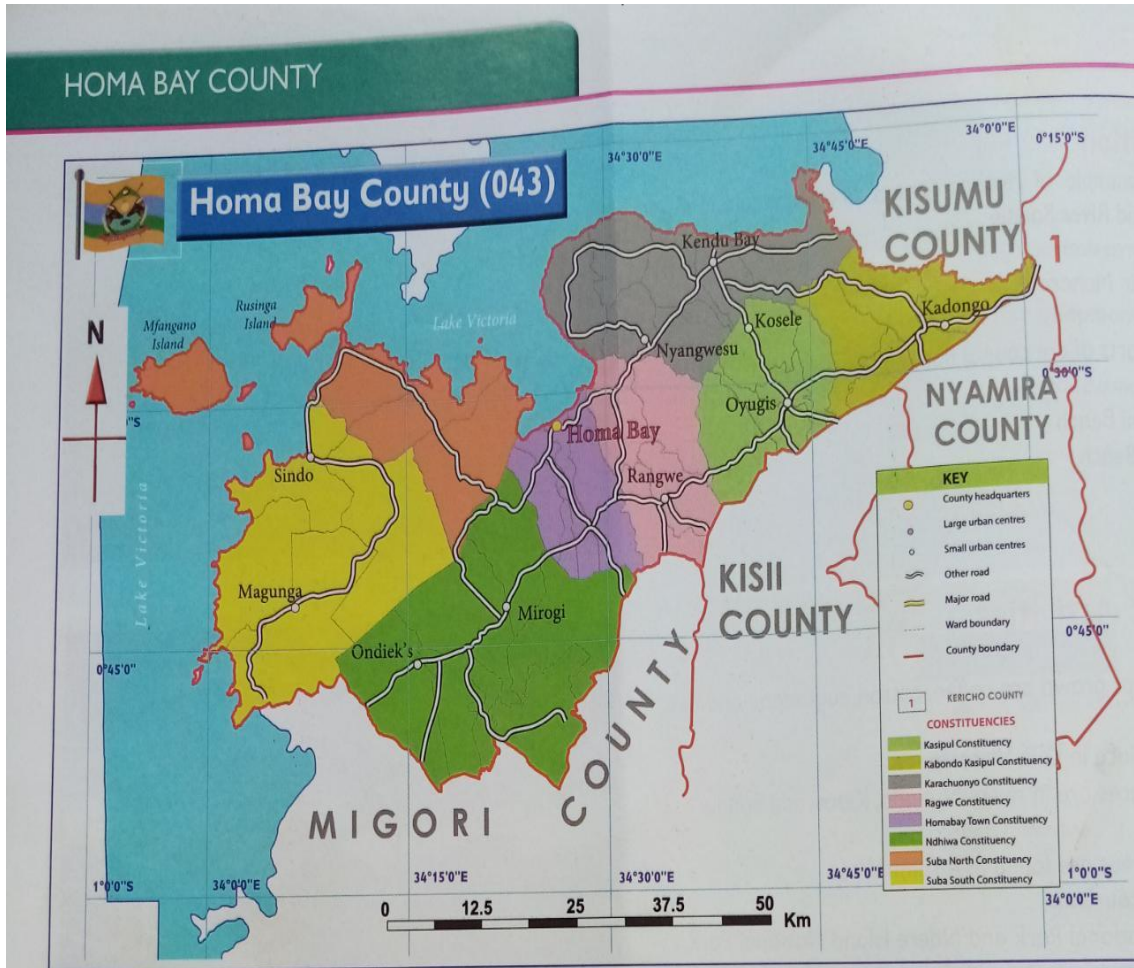 HOMA BAY COUNTY
Homa Bay County (043)
34°30'0"E
34°45'0"E
34°0'0"E
0°15'0"S
KISUMU
COUNTY
1
N
Mfangano
Island
Rusinga
Island
Lake Victoria
Kendu Bay
Kosele
Kadongo
Nyangwesu
0°30'0"S
NYAMIRA
COUNTY
Oyugis
Homa Bay
Rangwe
Sindo
Lake Victoria
Magunga
Mirogi
Ondiek's
KISII
COUNTY
0°45'0"S
0°45'0"
MIGORI
COUNTY
KEY
County headquarters
Large urban centres
Small urban centres
Other road
Major road
Ward boundary
County boundary
1 KERICHO COUNTY
CONSTITUENCIES
Kasipul Constituency
Kabondo Kasipul Constituency
Karachuonyo Constituency
Ragwe Constituency
Homabay Town Constituency
Ndhiwa Constituency
Suba North Constituency
Suba South Constituency
1°0'0"S
34°0'0"E
34°15'0"E
34°30'0"E
34°45'0"E
1°0'0"S
34°0'0"E
0 12.5 25 37.5 50
Km